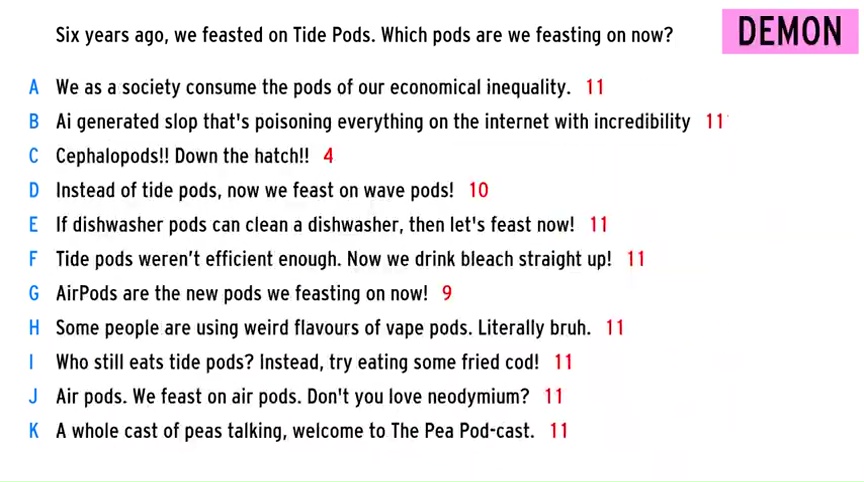 Six years ago, we feasted on Tide Pods. Which pods are we feasting on now?
DEMON
A We as a society consume the pods of our economical inequality. 11
B Ai generated slop that's poisoning everything on the internet with incredibility 11
C Cephalopods!! Down the hatch!! 4
D Instead of tide pods, now we feast on wave pods! 10
E If dishwasher pods can clean a dishwasher, then let's feast now! 11
F Tide pods weren’t efficient enough. Now we drink bleach straight up! 11
G AirPods are the new pods we feasting on now! 9
H Some people are using weird flavours of vape pods. Literally bruh. 11
I Who still eats tide pods? Instead, try eating some fried cod! 11
J Air pods. We feast on air pods. Don't you love neodymium? 11
K A whole cast of peas talking, welcome to The Pea Pod-cast. 11